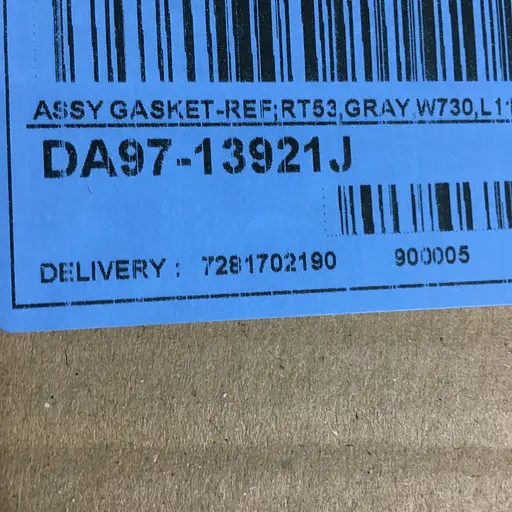 ASSY GASKET-REF;RT53,GRAY,W730,L1
DA97-13921J
DELIVERY : 7281702190 900005